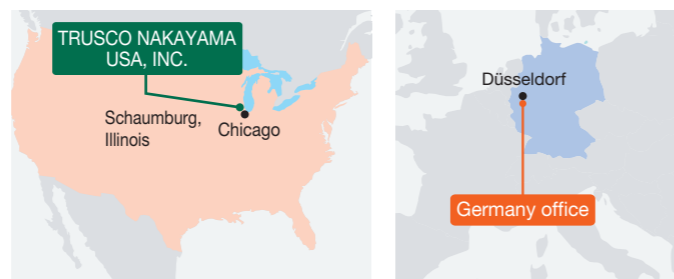 TRUSCO NAKAYAMA
USA, INC.
Schaumburg,
Illinois
Chicago
Düsseldorf
Germany office